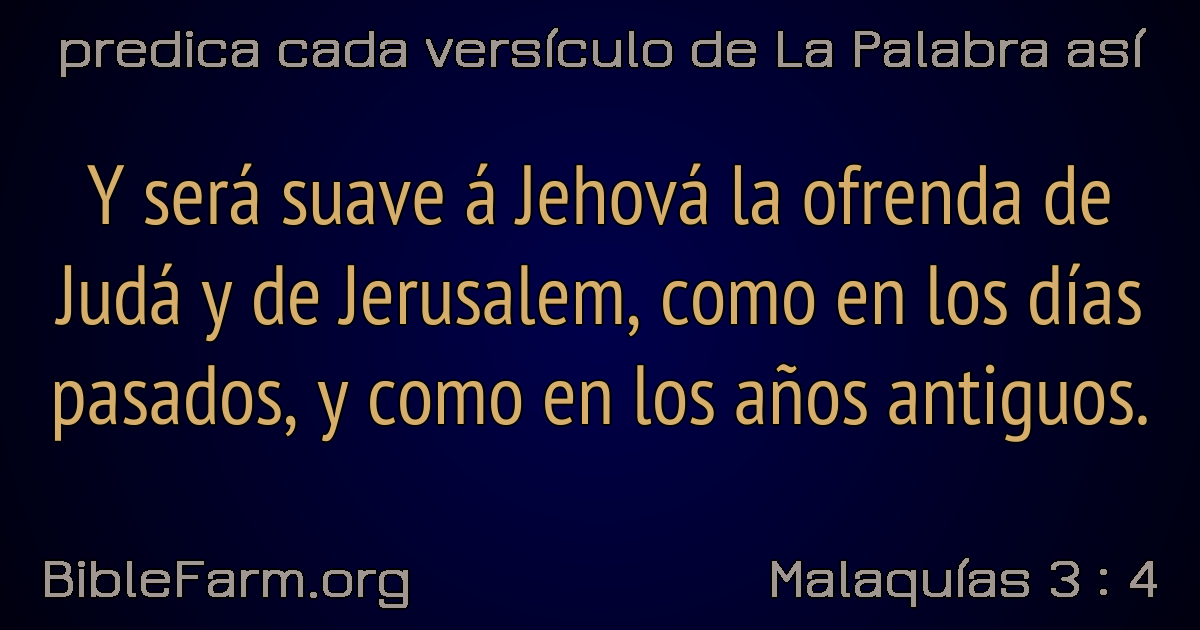 predica cada versículo de La Palabra así
Y será suave á Jehová la ofrenda de
Judá y de Jerusalem, como en los días
pasados, y como en los años antiguos.
BibleFarm.org
Malaquías 3 : 4